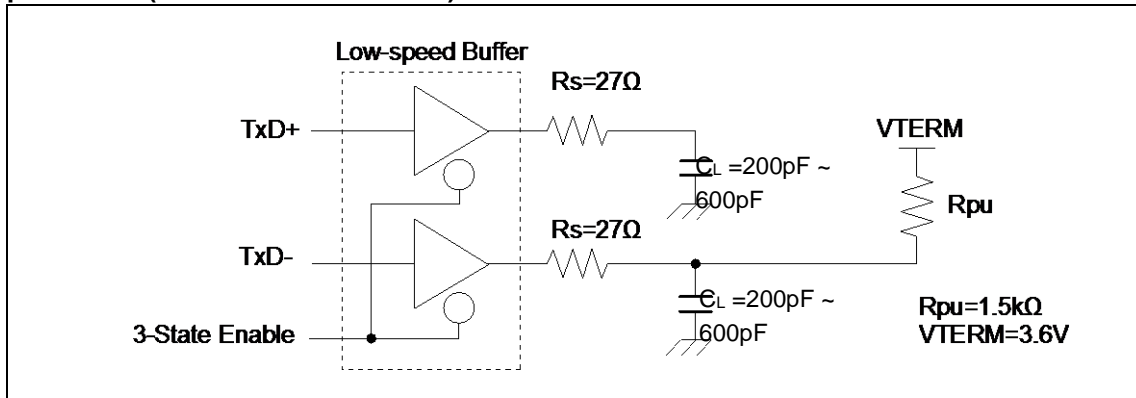 Low-speed Buffer
Rs=27Ω
TxD+
VTERM
CL =200pF ~
600pF
Rpu
Rs=27Ω
TxD-
CL =200pF ~
600pF
Rpu=1.5kΩ
VTERM=3.6V
3-State Enable